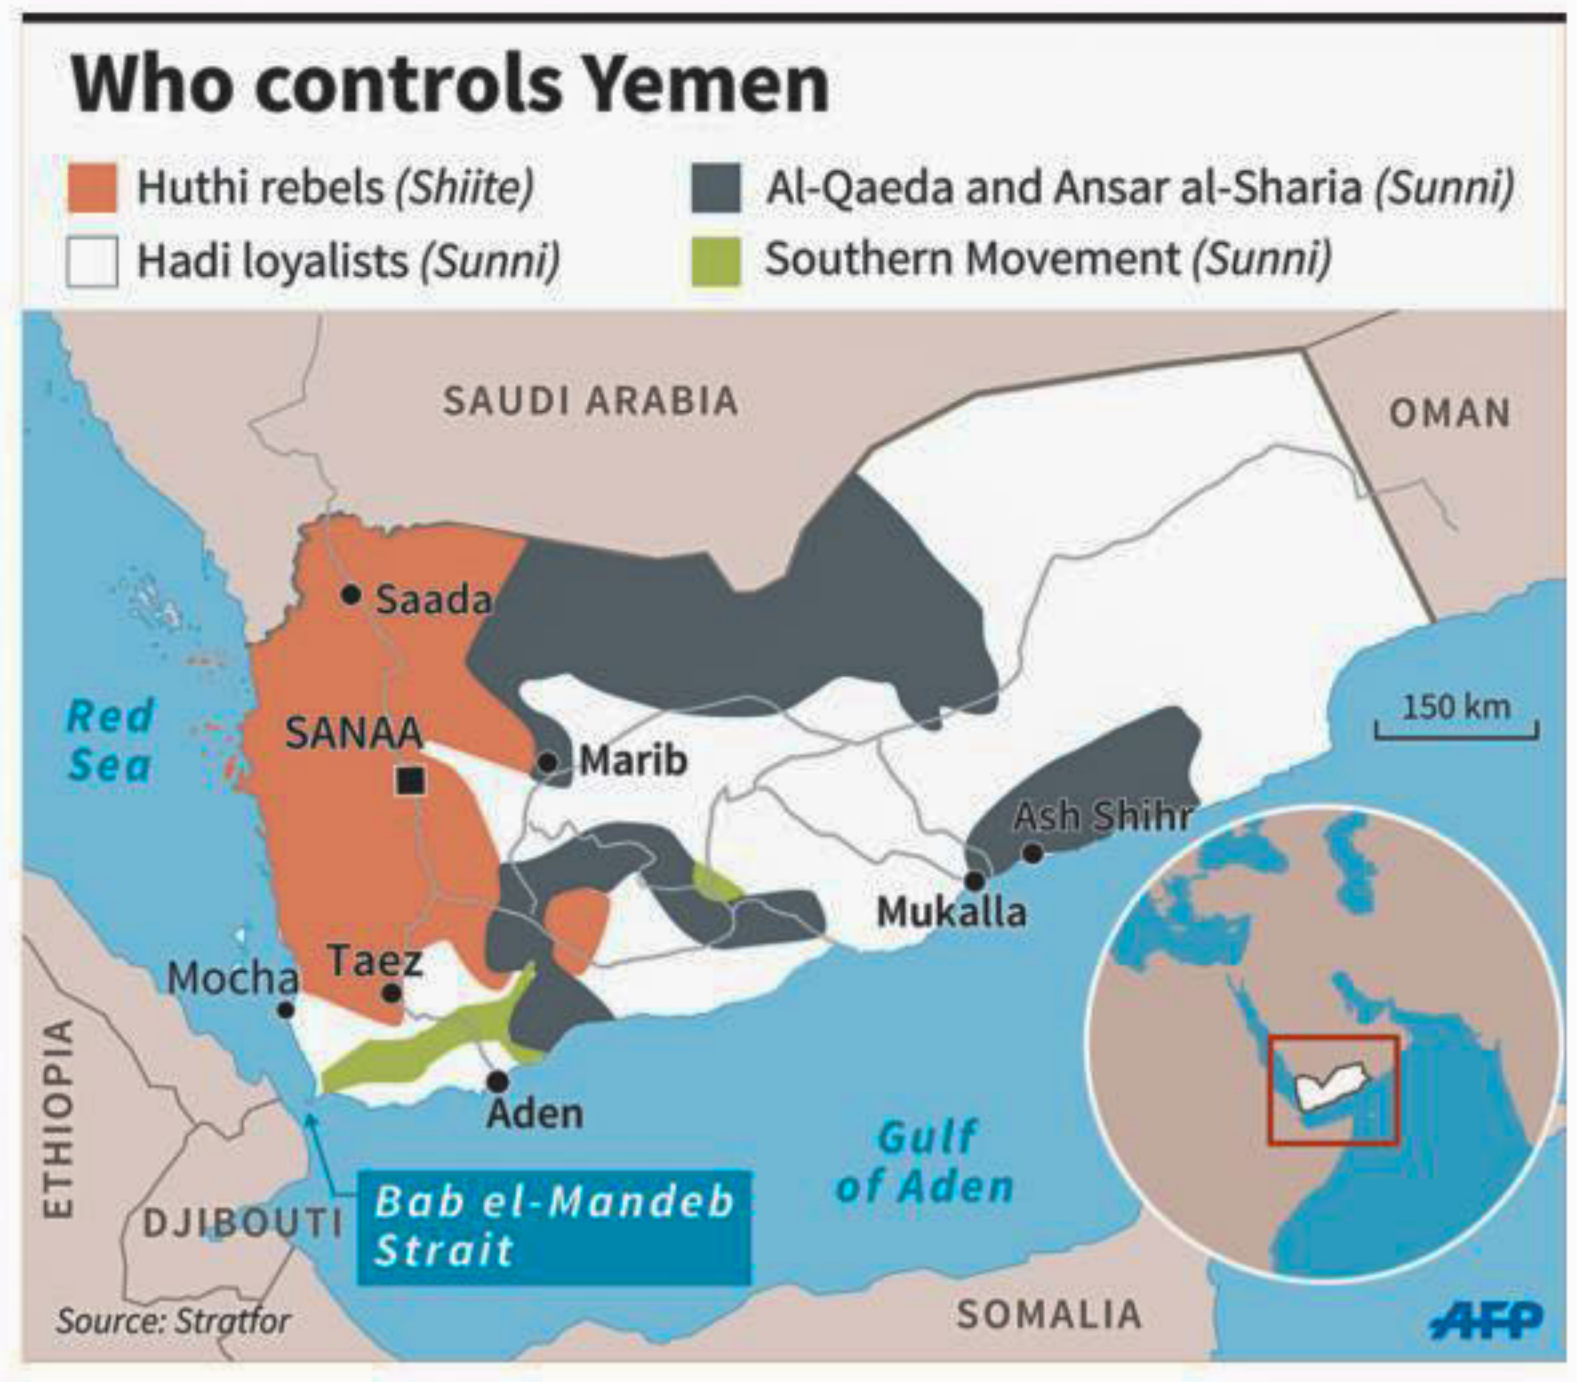 Who controls Yemen
Huthi rebels (Shiite)
Al-Qaeda and Ansar al-Sharia (Sunni)
Hadi loyalists (Sunni)
Southern Movement (Sunni)
SAUDI ARABIA
OMAN
Saada
Red
Sea
SANAA
Marib
150 km
Ash Shihr
Mukalla
Mocha
Taez
ETHIOPIA
Aden
Gulf
of Aden
DJIBOUTI
Bab el-Mandeb
Strait
SOMALIA
Source: Stratfor
AFP